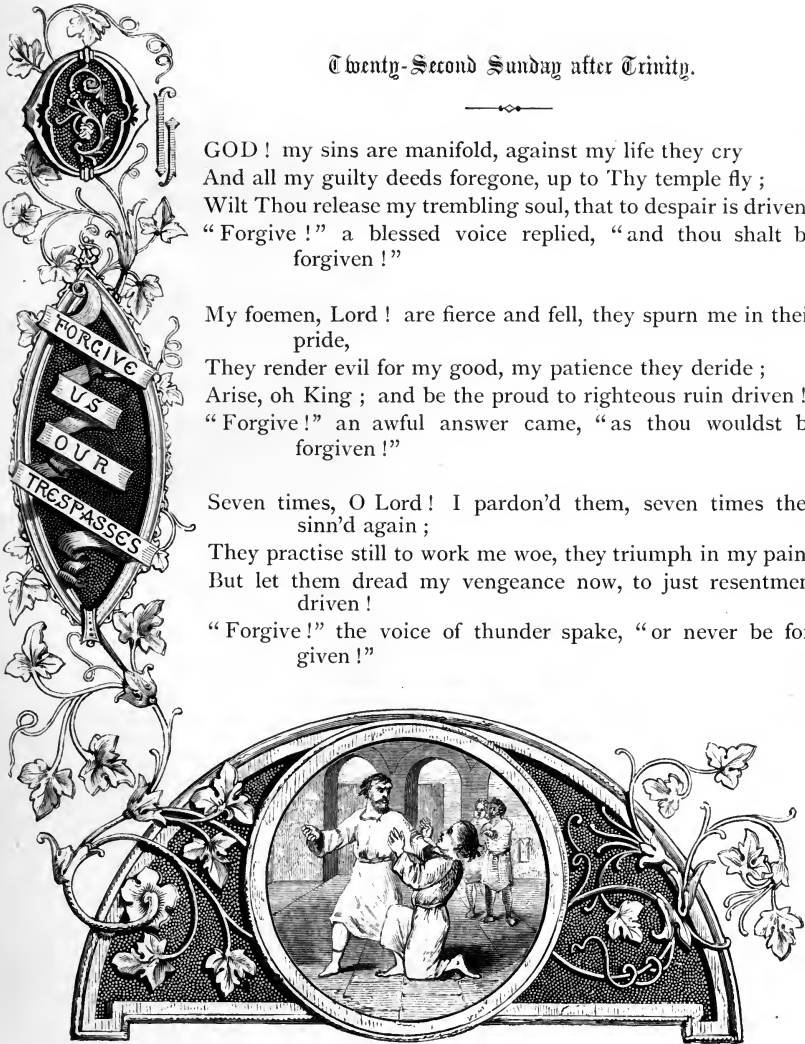 Twenty-Second Sunday after Trinity.
Oh
GOD ! my sins are manifold, against my life they cry
And all my guilty deeds foregone, up to Thy temple fly ;
Wilt Thou release my trembling soul, that to despair is driven
“ Forgive ! ” a blessed voice replied, “ and thou shalt b
forgiven ! ”
My foemen, Lord ! are fierce and fell, they spurn me in thei
pride,
They render evil for my good, my patience they deride ;
Arise, oh King ; and be the proud to righteous ruin driven !
“ Forgive ! ” an awful answer came, “ as thou wouldst b
forgiven ! ”
Seven times, O Lord ! I pardon’d them, seven times the
sinn’d again ;
They practise still to work me woe, they triumph in my pain
But let them dread my vengeance now, to just resentmen
driven !
“ Forgive ! ” the voice of thunder spake, “ or never be for
given ! ”
FORGIVE
US
OUR
TRESPASSES